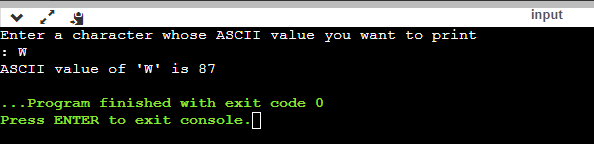 input
Enter a character whose ASCII value you want to print
: W
ASCII value of 'W' is 87
...Program finished with exit code 0
Press ENTER to exit console.